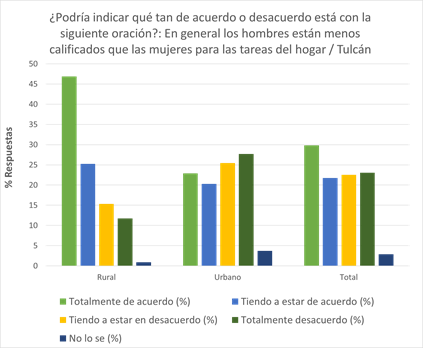 ¿Podría indicar qué tan de acuerdo o desacuerdo está con la
siguiente oración?: En general los hombres están menos
calificados que las mujeres para las tareas del hogar / Tulcán
% Respuestas
50
45
40
35
30
25
20
15
10
5
0
Rural Urbano Total
Totalmente de acuerdo (%) Tiendo a estar de acuerdo (%)
Tiendo a estar en desacuerdo (%) Totalmente desacuerdo (%)
No lo se (%)